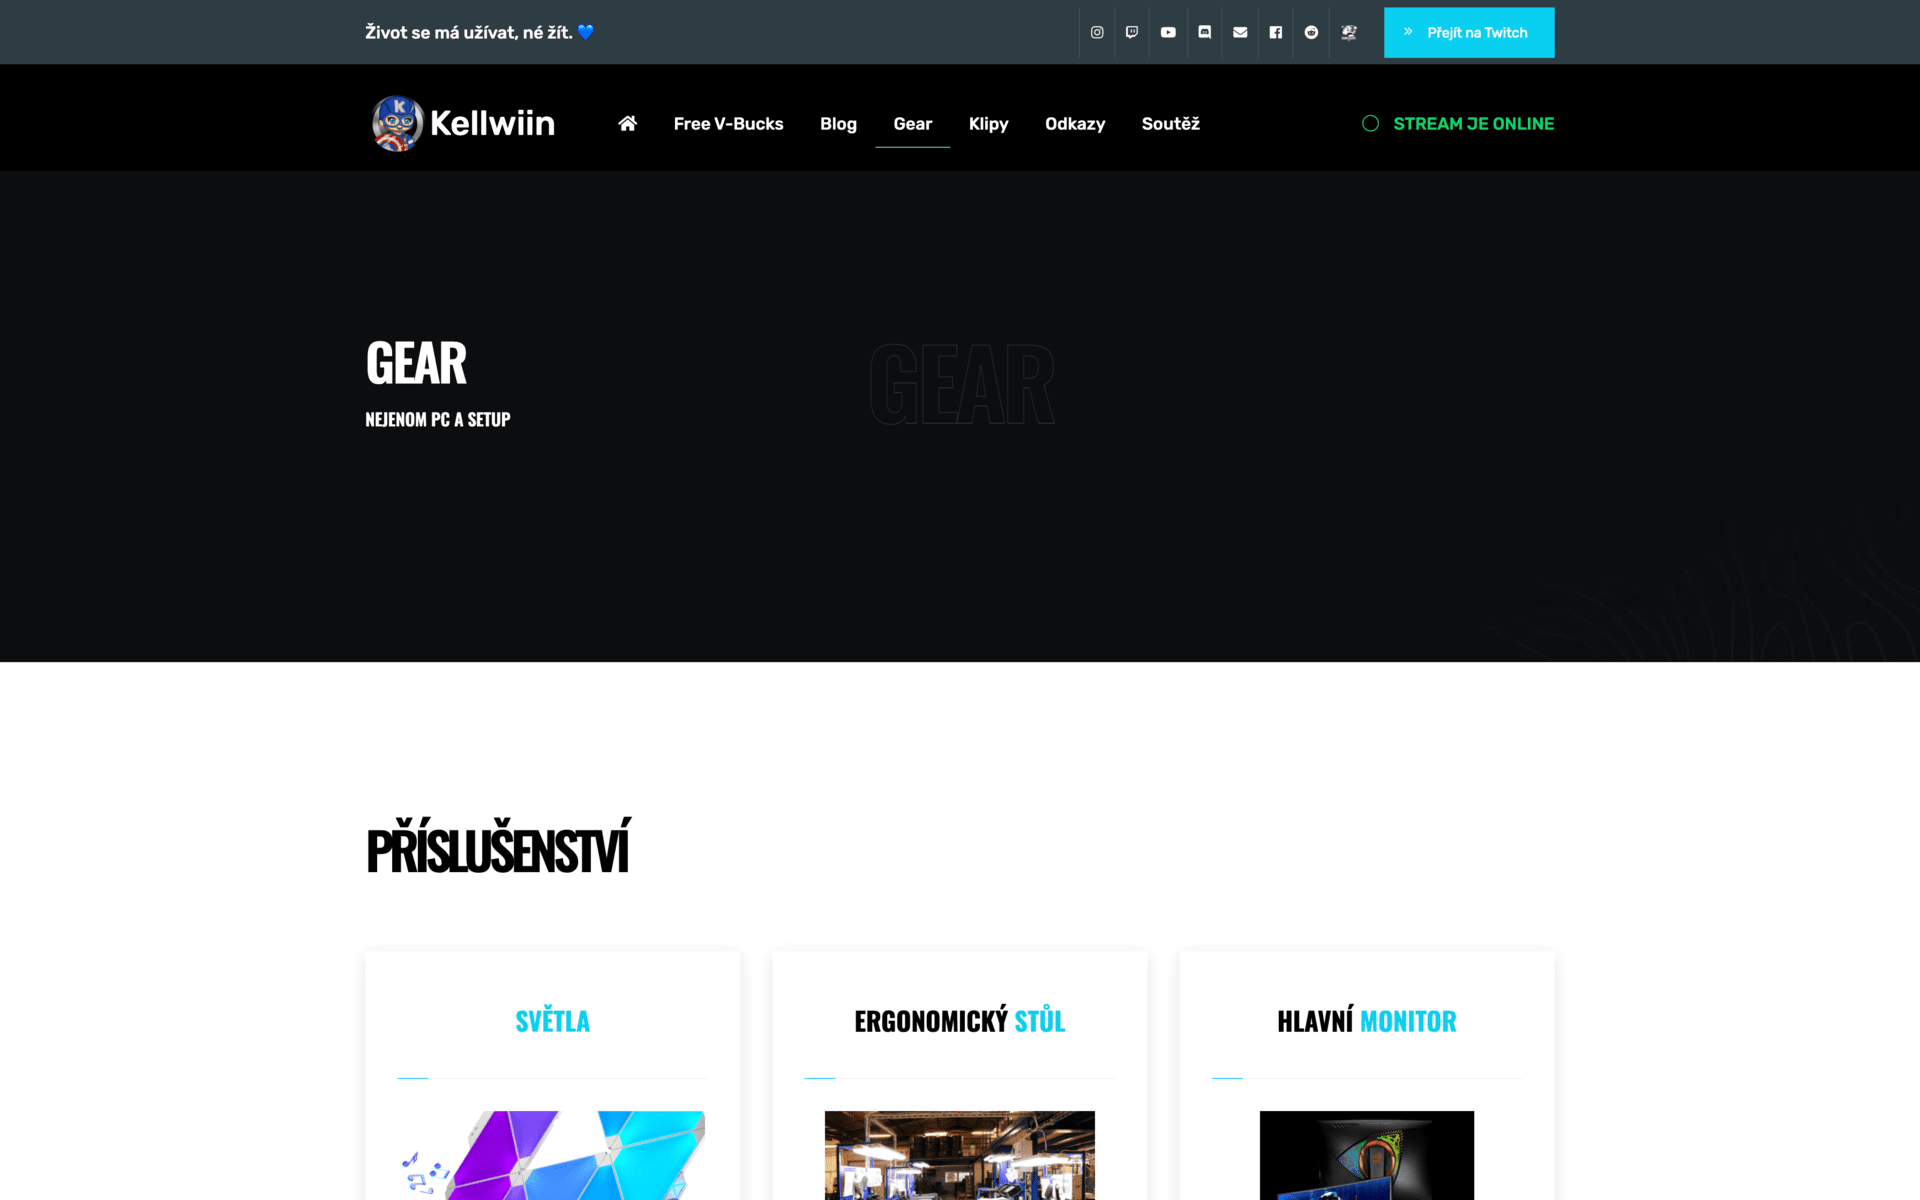 Život se má užívat, né žít. 💙
Přejít na Twitch
Kellwiin
Free V-Bucks
Blog
Gear
Klipy
Odkazy
Soutěž
STREAM JE ONLINE
GEAR
GEAR
NEJENOM PC A SETUP
PŘÍSLUŠENSTVÍ
SVĚTLA
ERGONOMICKÝ STŮL
HLAVNÍ MONITOR